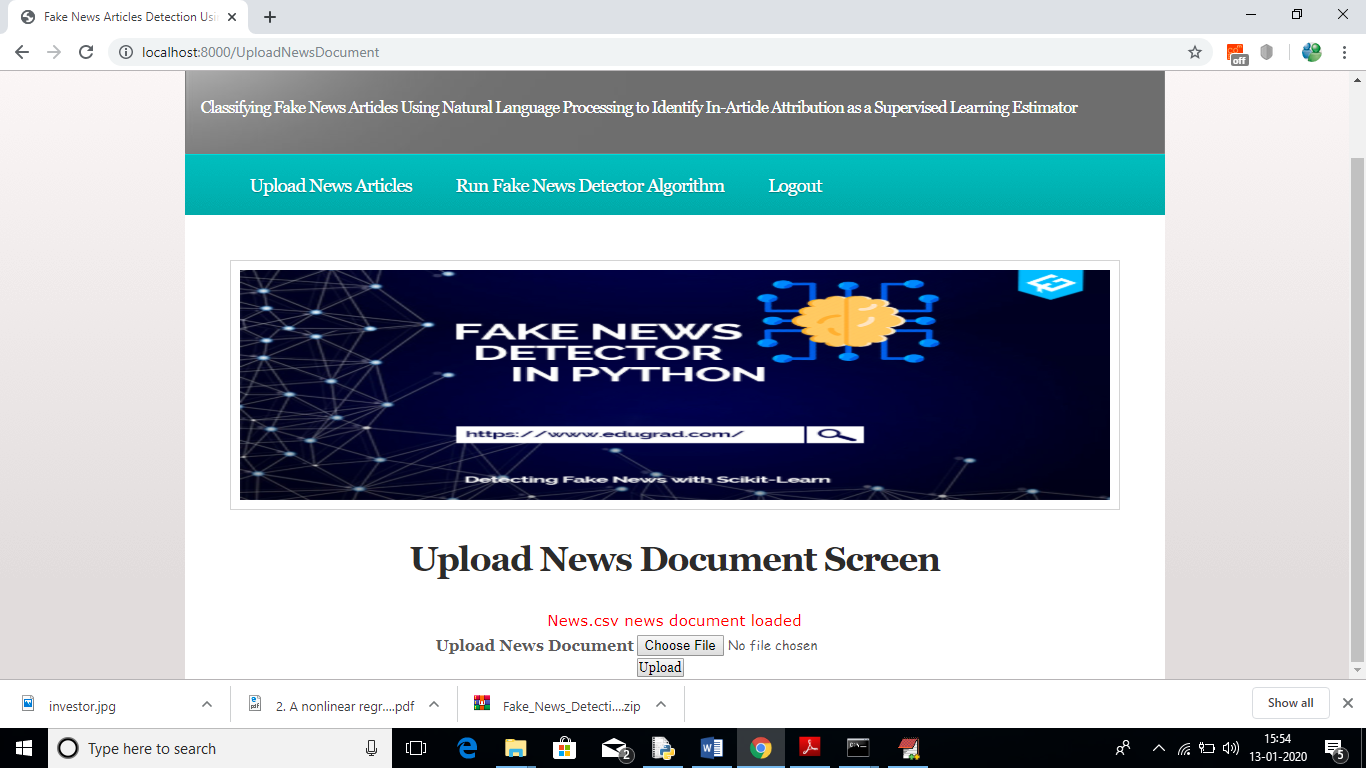 Fake News Articles Detection Usi
localhost:8000/UploadNewsDocument
off
Classifying Fake News Articles Using Natural Language Processing to Identify In-Article Attribution as a Supervised Learning Estimator
Upload News Articles Run Fake News Detector Algorithm Logout
FAKE NEWS
DETECTOR
IN PYTHON
https://www.edugrad.com/
Detecting Fake News with Scikit-Learn
Upload News Document Screen
News.csv news document loaded
Upload News Document Choose File No file chosen
Upload
investor.jpg 2. A nonlinear regr....pdf Fake_News_Detecti....zip Show all
Type here to search 2 15:54
13-01-2020 5